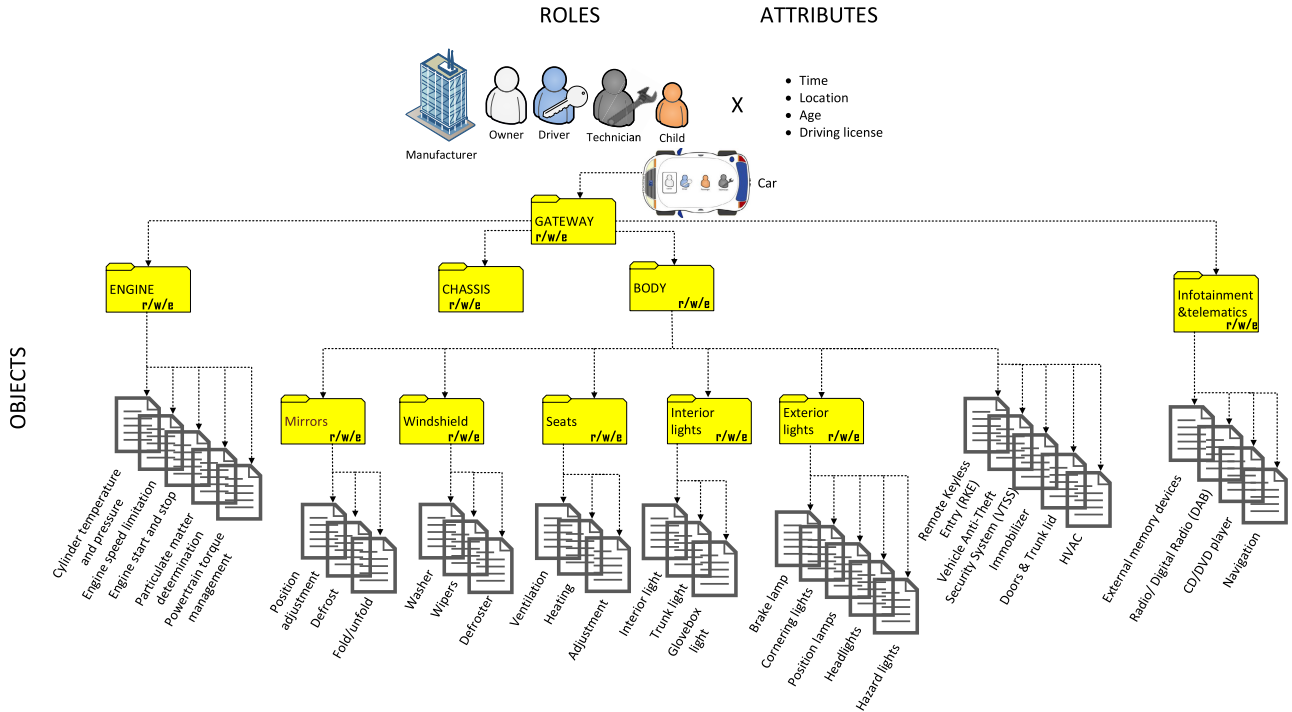 ROLES
ATTRIBUTES
Manufacturer
Owner
Driver
Technician
Child
X
• Time
• Location
• Age
• Driving license
Car
OBJECTS
GATEWAY
r/w/e
ENGINE
r/w/e
CHASSIS
r/w/e
BODY
r/w/e
Infotainment
&telematics
r/w/e
Mirrors
r/w/e
Windshield
r/w/e
Seats
r/w/e
Interior
lights
r/w/e
Exterior
lights
r/w/e
Cylinder temperature
and pressure
Engine speed limitation
Engine start and stop
Particulate matter
determination
Powertrain torque
management
Position
adjustment
Defrost
Fold/unfold
Washer
Wipers
Defroster
Ventilation
Heating
Adjustment
Interior light
Trunk light
Glovebox
light
Brake lamp
Cornering lights
Position lamps
Headlights
Hazard lights
Remote Keyless
Entry (RKE)
Vehicle Anti-Theft
Security System (VTSS)
Immobilizer
Doors & Trunk lid
HVAC
External memory devices
Radio/ Digital Radio (DAB)
CD/DVD player
Navigation